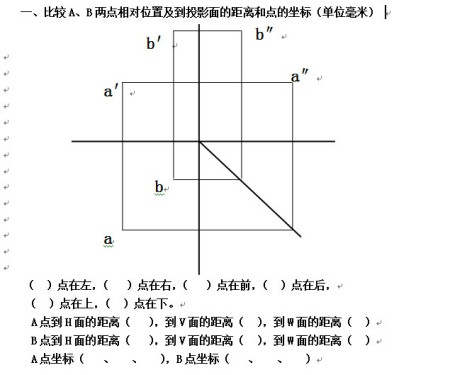 一、比较A、B两点相对位置及到投影面的距离和点的坐标（单位毫米）
b′
b″
a′
a″
b
a
（ ）点在左，（ ）点在右，（ ）点在前，（ ）点在后，
（ ）点在上，（ ）点在下。
A点到H面的距离（ ），到V面的距离（ ），到W面的距离（ ）
B点到H面的距离（ ），到V面的距离（ ），到W面的距离（ ）
A点坐标（ 、 、 ），B点坐标（ 、 、 ）